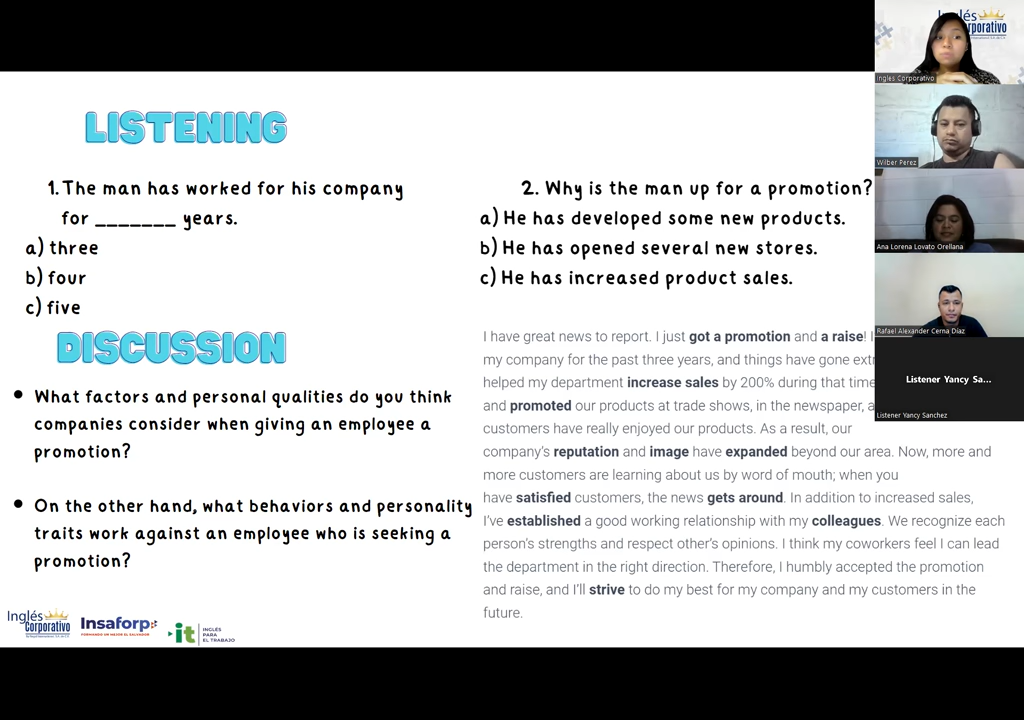 LISTENING
1. The man has worked for his company
for _______ years.
a) three
b) four
c) five
2. Why is the man up for a promotion?
a) He has developed some new products.
b) He has opened several new stores.
c) He has increased product sales.
DISCUSSION
• What factors and personal qualities do you think
companies consider when giving an employee a
promotion?
• On the other hand, what behaviors and personality
traits work against an employee who is seeking a
promotion?
I have great news to report. I just got a promotion and a raise!
my company for the past three years, and things have gone
helped my department increase sales by 200% during that time
and promoted our products at trade shows, in the newspaper,
customers have really enjoyed our products. As a result, our
company's reputation and image have expanded beyond our area. Now, more and
more customers are learning about us by word of mouth; when you
have satisfied customers, the news gets around. In addition to increased sales,
I've established a good working relationship with my colleagues. We recognize each
person's strengths and respect other's opinions. I think my coworkers feel I can lead
the department in the right direction. Therefore, I humbly accepted the promotion
and raise, and I'll strive to do my best for my company and my customers in the
future.
Inglés
Corporativo
Insaforp
FORMANDO UN MEJOR EL SALVADOR
it
INGLÉS
PARA
EL TRABAJO
Inglés Corporativo
Wilber Perez
Ana Lorena Lovato Orellana
Rafael Alexander Cerna Díaz
Listener Yancy Sa...
Listener Yancy Sanchez